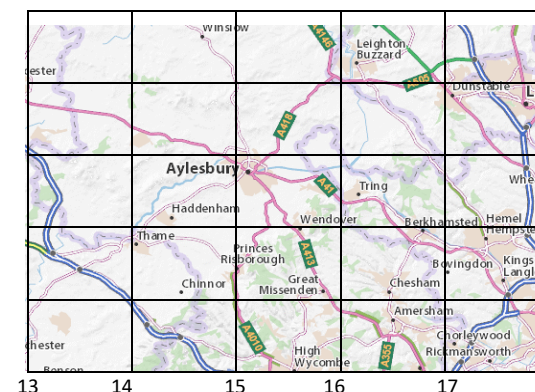 Winslow
A4146
Leighton
Buzzard
ester
A505
Dunstable
L
A418
Aylesbury
A41
Tring
Whe
Haddenham
Wendover
Berkhamsted
Hemel
Hempste
Thame
Princes
Risborough
A413
Bovingdon
Kings
Langl
Chinnor
Great
Missenden
Chesham
Amersham
chester
A4010
High
Wycombe
A355
Chorleywood
Rickmansworth
Benson
13
14
15
16
17